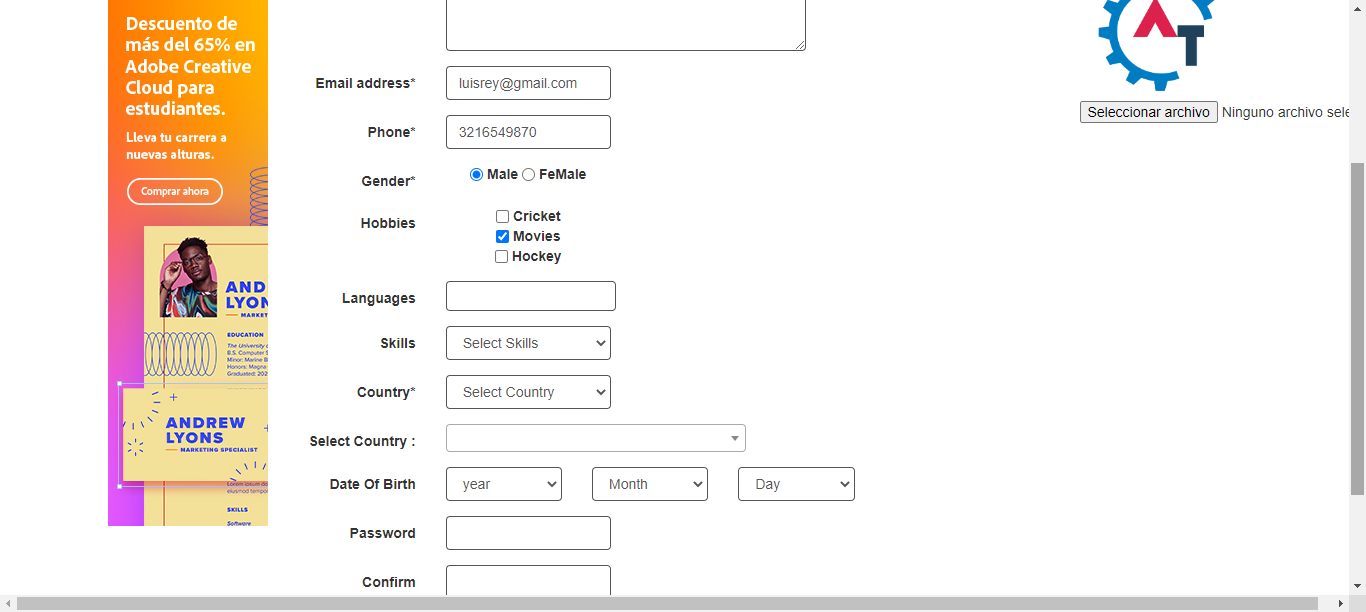 Descuento de
más del 65% en
Adobe Creative
Cloud para
estudiantes.
Lleva tu carrera a
nuevas alturas.
Comprar ahora
AND
LYON
MARKET
EDUCATION
The University o
B.S. Computer S
Minor: Marine B
Honors: Magna
Graduated: 202
ANDREW
LYONS
MARKETING SPECIALIST
Lorem ipsum do
eiusmod tempo
SKILLS
Software
AT
Seleccionar archivo Ninguno archivo sele
Email address* luisrey@gmail.com
Phone* 3216549870
Gender* Male FeMale
Hobbies Cricket
Movies
Hockey
Languages
Skills Select Skills
Country* Select Country
Select Country :
Date Of Birth year Month Day
Password
Confirm